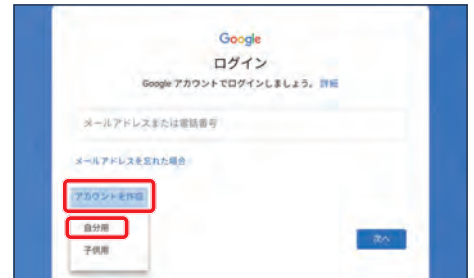 Google
ログイン
Google アカウントでログインしましょう。詳細
メールアドレスまたは電話番号
メールアドレスを忘れた場合
アカウントを作成
自分用
子供用
次へ